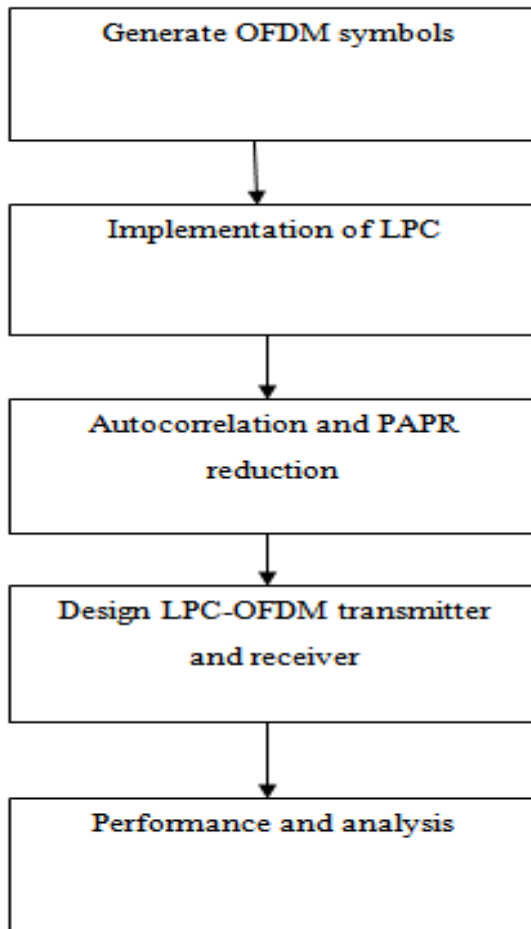 Generate OFDM symbols
Implementation of LPC
Autocorrelation and PAPR
reduction
Design LPC-OFDM transmitter
and receiver
Performance and analysis